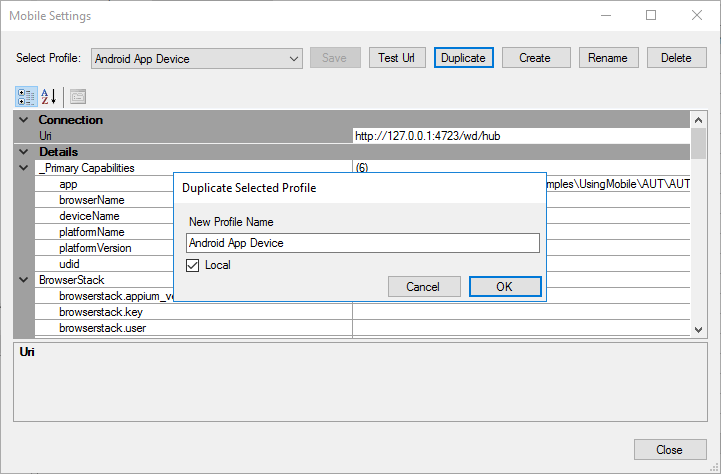 Mobile Settings
Select Profile: Android App Device Save Test Url Duplicate Create Rename Delete
Connection
Uri http://127.0.0.1:4723/wd/hub
Details
_Primary Capabilities (6)
app mples\UsingMobile\AUT\AUT
browserName
deviceName
platformName
platformVersion
udid
BrowserStack
browserstack.appium_ve
browserstack.key
browserstack.user
Duplicate Selected Profile
New Profile Name
Android App Device
Local
Cancel OK
Uri
Close